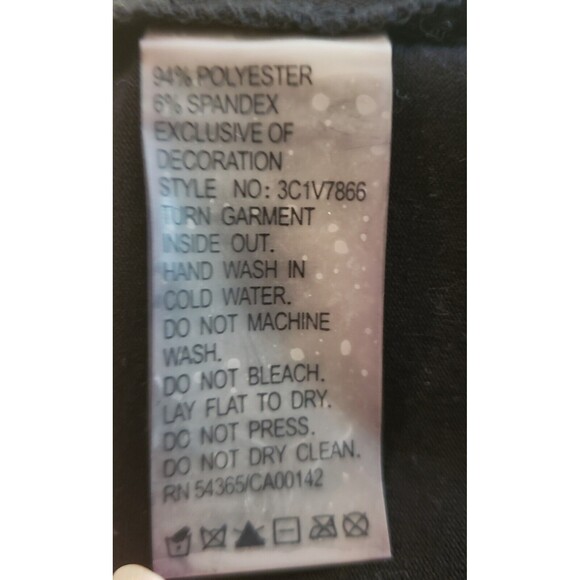 94% POLYESTER
6% SPANDEX
EXCLUSIVE OF
DECORATION
STYLE NO: 3C1V7866
TURN GARMENT
INSIDE OUT.
HAND WASH IN
COLD WATER.
DO NOT MACHINE
WASH.
DO NOT BLEACH.
LAY FLAT TO DRY.
DO NOT PRESS.
DO NOT DRY CLEAN.
RN 54365/CA00142